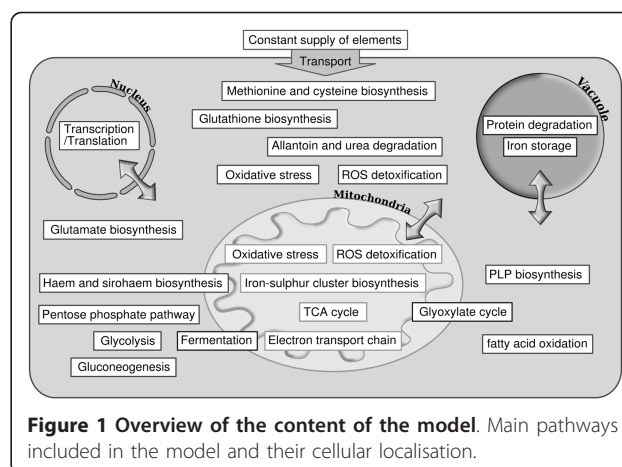 Constant supply of elements
Transport
Nucleus
Transcription
/Translation
Methionine and cysteine biosynthesis
Glutathione biosynthesis
Allantoin and urea degradation
Oxidative stress
ROS detoxification
Vacuole
Protein degradation
Iron storage
Mitochondria
Glutamate biosynthesis
Oxidative stress
ROS detoxification
Haem and sirohaem biosynthesis
Iron-sulphur cluster biosynthesis
PLP biosynthesis
Pentose phosphate pathway
TCA cycle
Glyoxylate cycle
Glycolysis
Fermentation
Electron transport chain
fatty acid oxidation
Gluconeogenesis
Figure 1 Overview of the content of the model. Main pathways
included in the model and their cellular localisation.